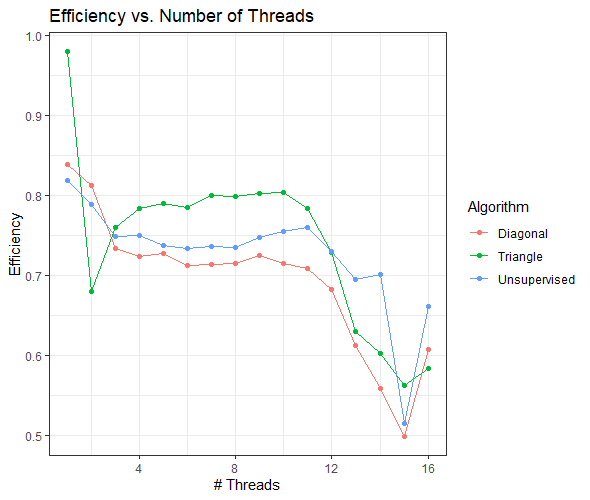 Efficiency vs. Number of Threads
1.0
0.9
0.8
0.7
0.6
0.5
Efficiency
4 8 12 16
# Threads
Algorithm
Diagonal
Triangle
Unsupervised